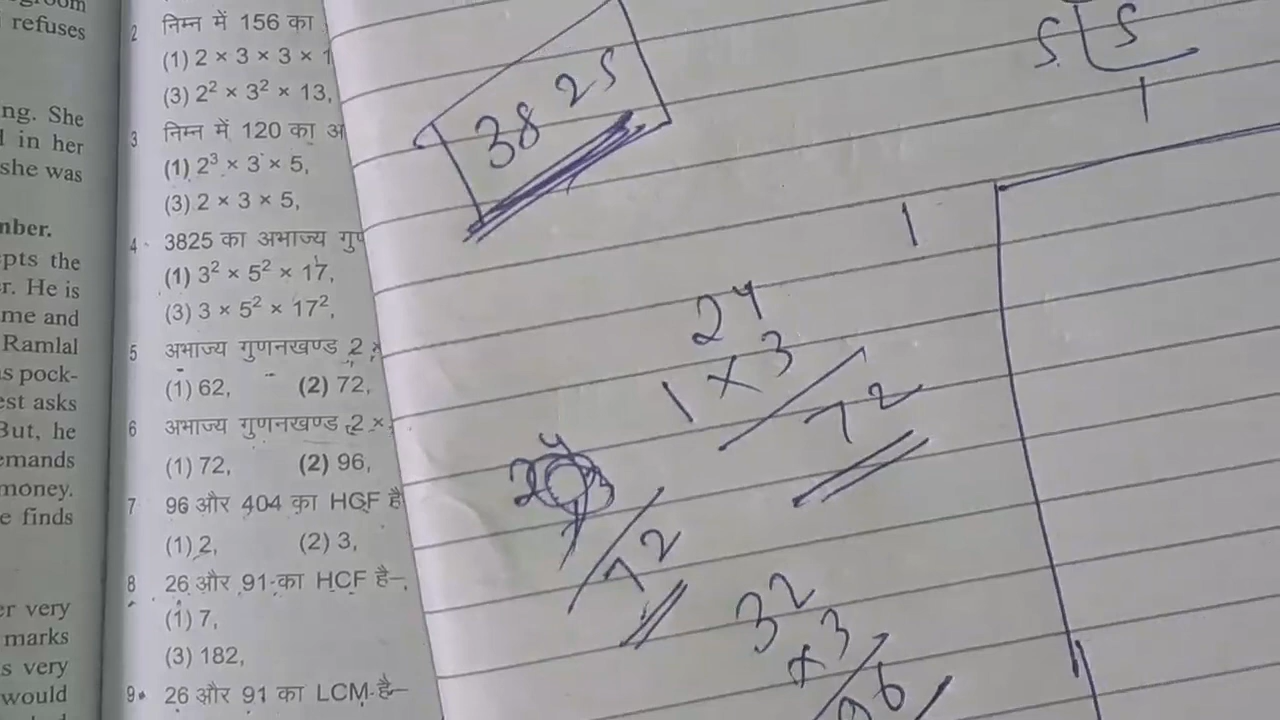 refuses
ng. She
in her
she was
mber.
pts the
r. He is
me and
Ramlal
s pock-
est asks
But, he
emands
money.
e finds
er very
marks
s very
would
2 निम्न में 156 का
(1) 2 × 3 × 3 × 1
(3) 2² × 3² × 13,
3 निम्न में 120 का
(1) 2³ × 3 × 5,
(3) 2 × 3 × 5,
4 3825 का अभाज्य
(1) 3² × 5² × 17,
(3) 3 × 5² × 17²,
5 अभाज्य गुणनखण्ड 2
(1) 62, (2) 72,
6 अभाज्य गुणनखण्ड 2 ×
(1) 72, (2) 96,
7 96 और 404 का HCF है
(1) 2, (2) 3,
8 26 और 91 का HCF है–
(1) 7,
(3) 182,
9 26 और 91 का LCM है–
3825
5 5
1
1
24
1 × 3
72
72
32
× 3
96